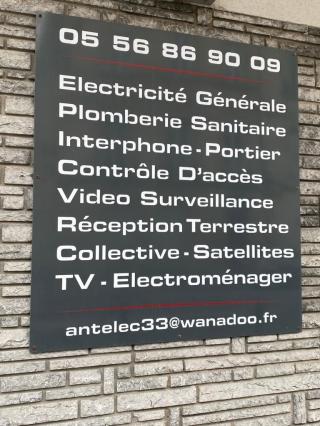 05 56 86 90 09
Electricité Générale
Plomberie Sanitaire
Interphone - Portier
Contrôle D'accès
Video Surveillance
Réception Terrestre
Collective - Satellites
TV - Electroménager
antelec33@wanadoo.fr